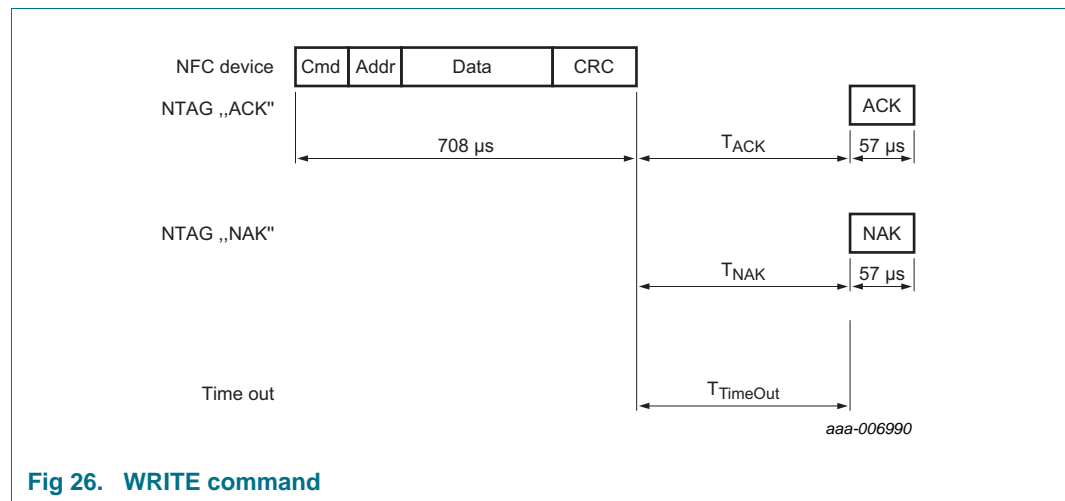 NFC device Cmd Addr Data CRC
NTAG ,,ACK" ACK
708 µs TACK 57 µs
NTAG ,,NAK" NAK
TNAK 57 µs
Time out TTimeOut
aaa-006990
Fig 26. WRITE command